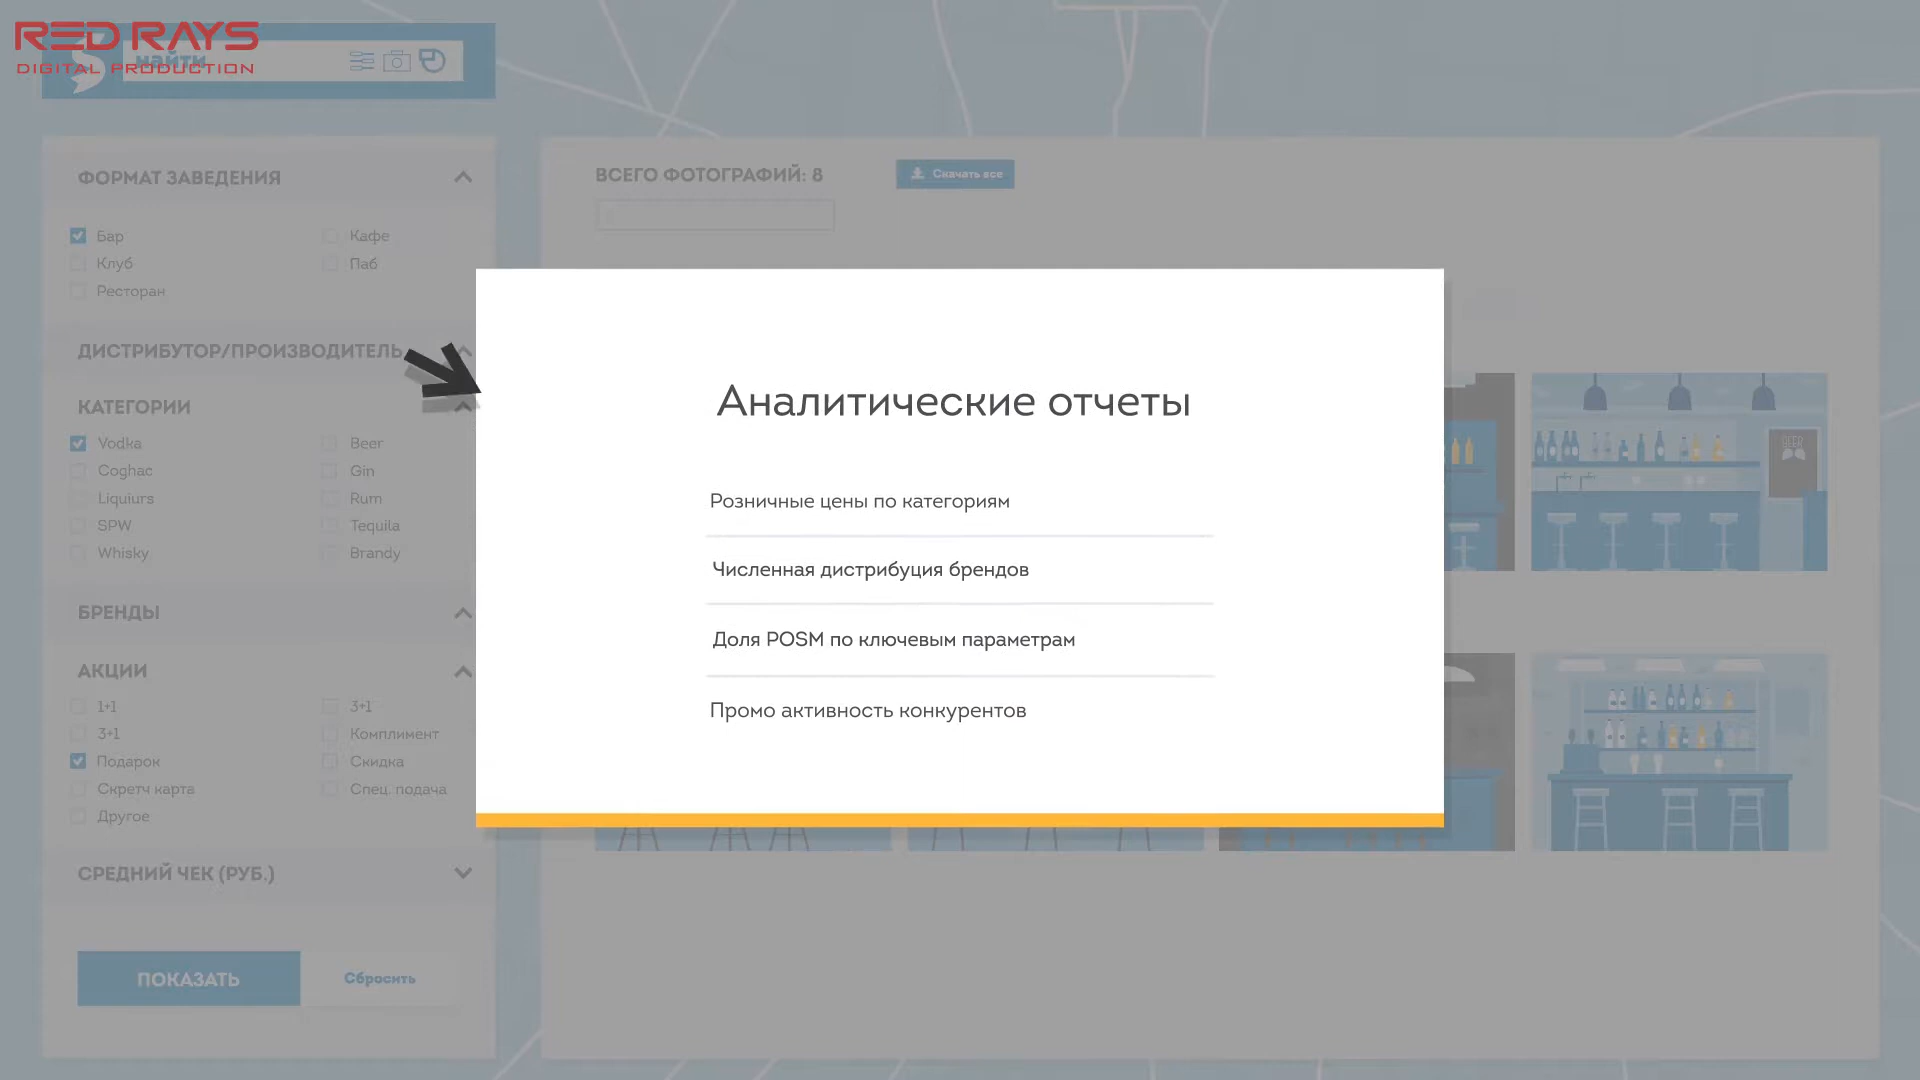 RED RAYS
DIGITAL PRODUCTION
найти
ФОРМАТ ЗАВЕДЕНИЯ
Бар
Кафе
Клуб
Паб
Ресторан
ДИСТРИБУТОР/ПРОИЗВОДИТЕЛЬ
КАТЕГОРИИ
Vodka
Beer
Coghac
Gin
Liquiurs
Rum
SPW
Tequila
Whisky
Brandy
БРЕНДЫ
АКЦИИ
1+1
3+1
3+1
Комплимент
Подарок
Скидка
Скретч карта
Спец. подача
Другое
СРЕДНИЙ ЧЕК (РУБ.)
ПОКАЗАТЬ
Сбросить
ВСЕГО ФОТОГРАФИЙ: 8
Скачать все
Аналитические отчеты
Розничные цены по категориям
Численная дистрибуция брендов
Доля POSM по ключевым параметрам
Промо активность конкурентов
BEER